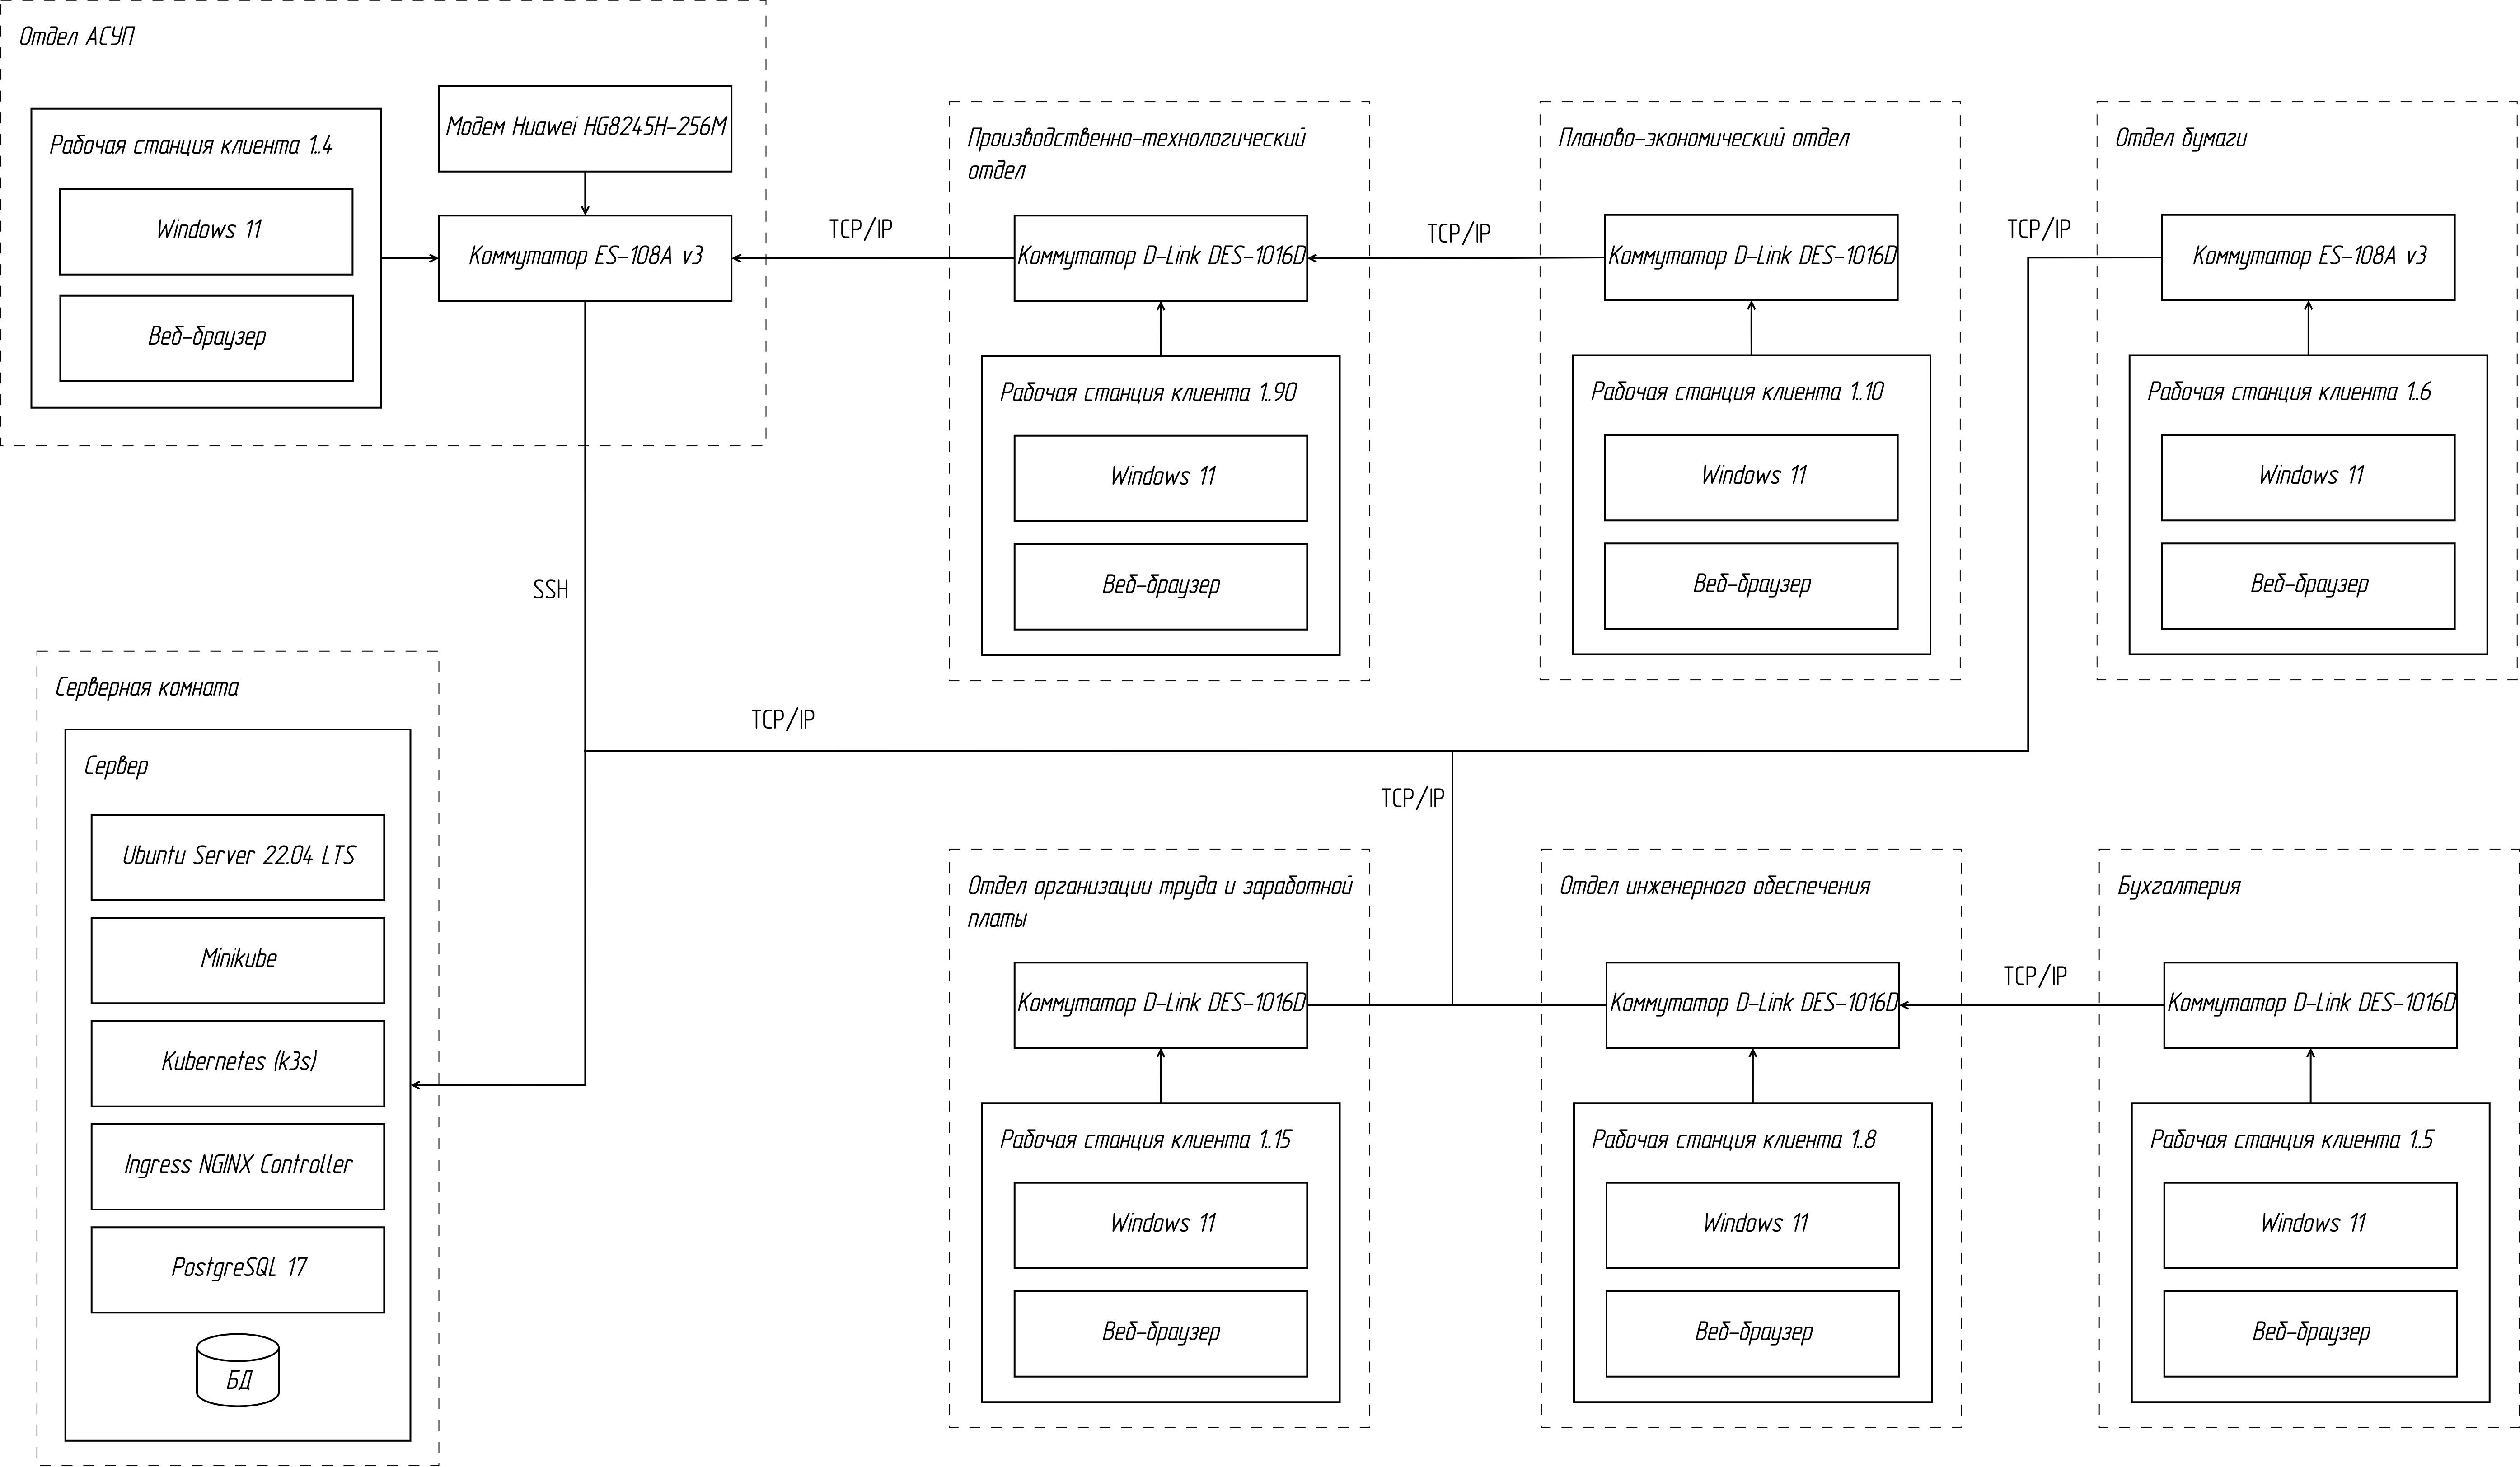 Отдел АСУП
Рабочая станция клиента 1..4
Windows 11
Веб-браузер
Модем Huawei HG8245H-256M
Коммутатор ES-108A v3
TCP/IP
Производственно-технологический
отдел
Коммутатор D-Link DES-1016D
Рабочая станция клиента 1..90
Windows 11
Веб-браузер
TCP/IP
Планово-экономический отдел
Коммутатор D-Link DES-1016D
Рабочая станция клиента 1..10
Windows 11
Веб-браузер
TCP/IP
Отдел бумаги
Коммутатор ES-108A v3
Рабочая станция клиента 1..6
Windows 11
Веб-браузер
SSH
TCP/IP
TCP/IP
Серверная комната
Сервер
Ubuntu Server 22.04 LTS
Minikube
Kubernetes (k3s)
Ingress NGINX Controller
PostgreSQL 17
БД
Отдел организации труда и заработной
платы
Коммутатор D-Link DES-1016D
Рабочая станция клиента 1..15
Windows 11
Веб-браузер
Отдел инженерного обеспечения
Коммутатор D-Link DES-1016D
Рабочая станция клиента 1..8
Windows 11
Веб-браузер
TCP/IP
Бухгалтерия
Коммутатор D-Link DES-1016D
Рабочая станция клиента 1..5
Windows 11
Веб-браузер